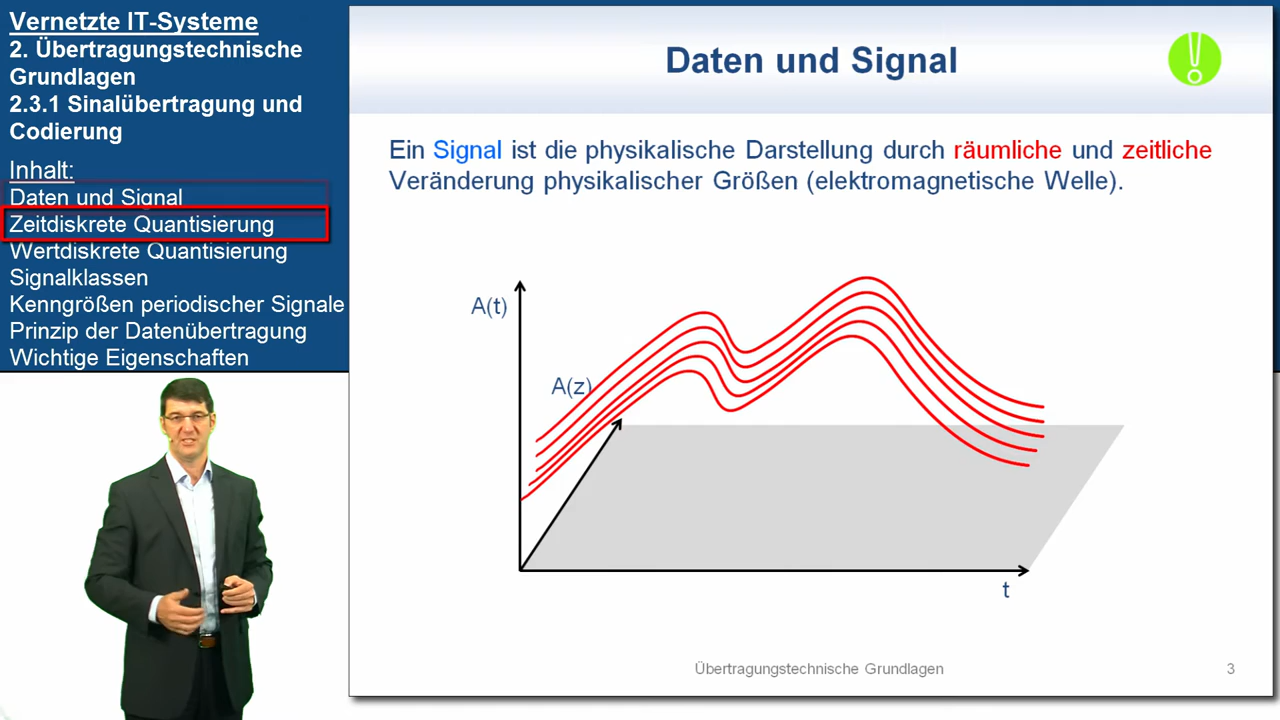 Vernetzte IT-Systeme
2. Übertragungstechnische
Grundlagen
2.3.1 Sinalübertragung und
Codierung
Inhalt:
Daten und Signal
Zeitdiskrete Quantisierung
Wertdiskrete Quantisierung
Signalklassen
Kenngrößen periodischer Signale
Prinzip der Datenübertragung
Wichtige Eigenschaften
Daten und Signal
Ein Signal ist die physikalische Darstellung durch räumliche und zeitliche
Veränderung physikalischer Größen (elektromagnetische Welle).
A(t)
A(z)
t
Übertragungstechnische Grundlagen
3